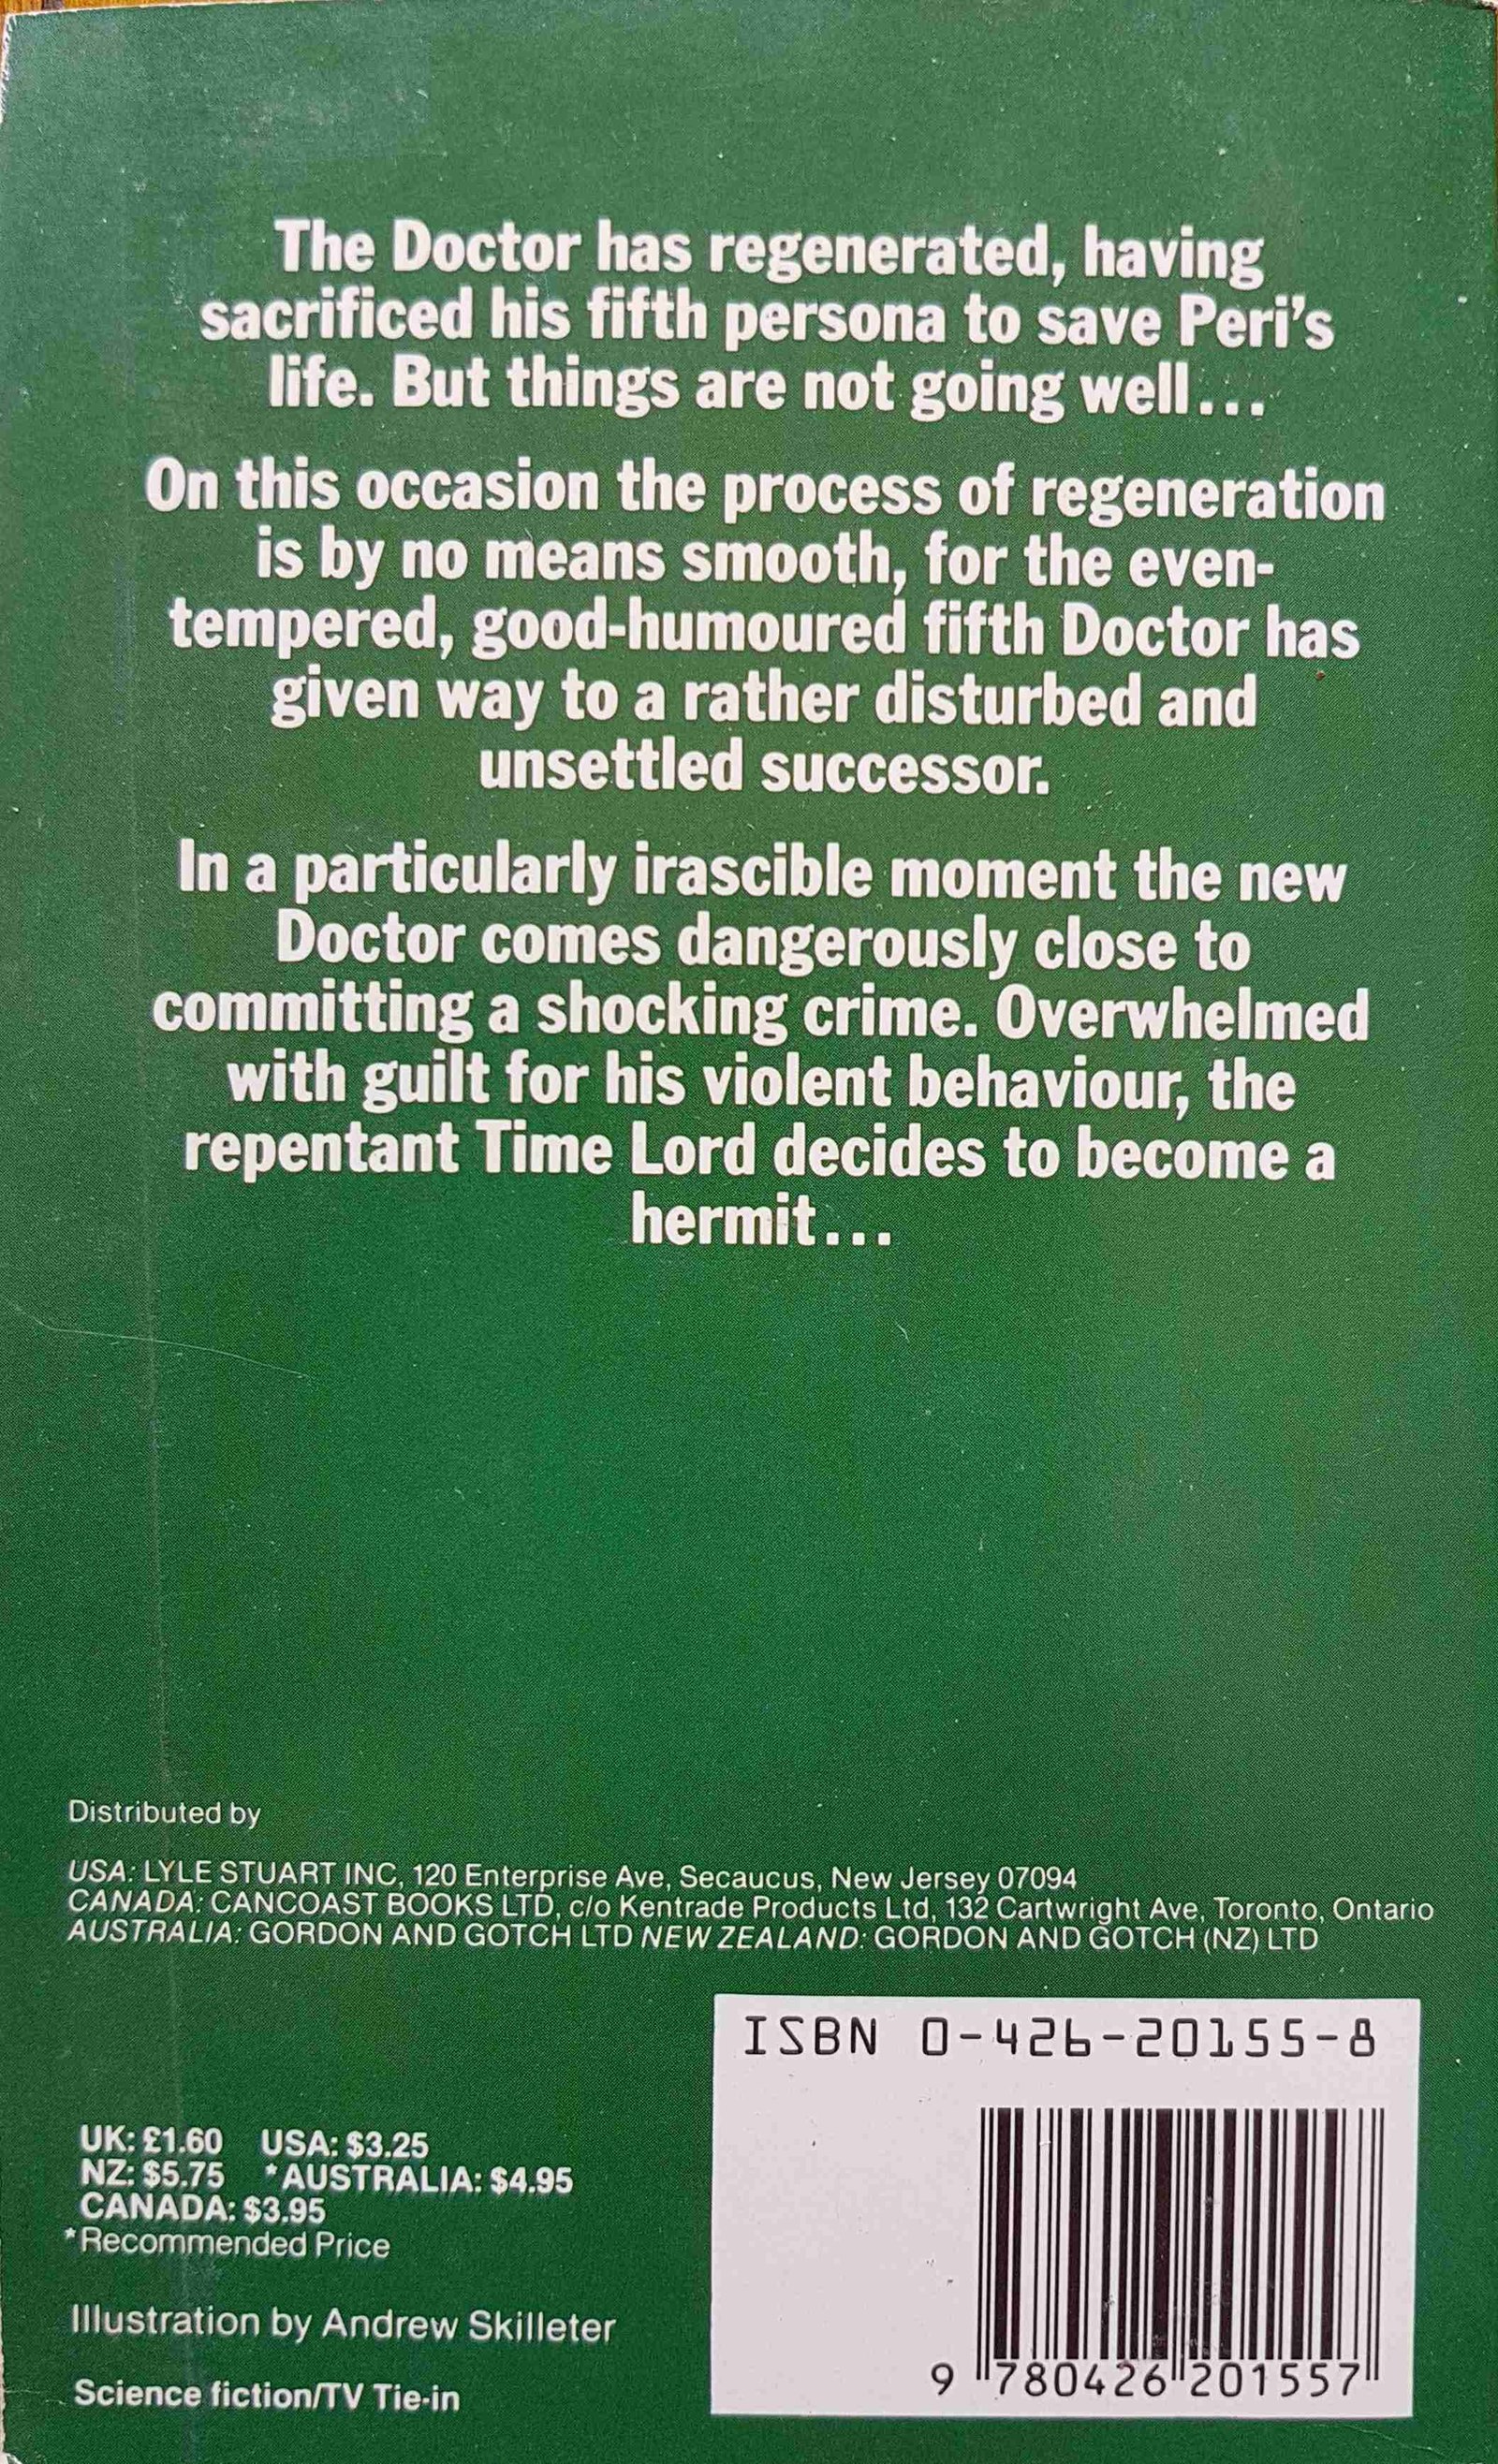 The Doctor has regenerated, having
sacrificed his fifth persona to save Peri's
life. But things are not going well...
On this occasion the process of regeneration
is by no means smooth, for the even-
tempered, good-humoured fifth Doctor has
given way to a rather disturbed and
unsettled successor.
In a particularly irascible moment the new
Doctor comes dangerously close to
committing a shocking crime. Overwhelmed
with guilt for his violent behaviour, the
repentant Time Lord decides to become a
hermit...
Distributed by
USA: LYLE STUART INC, 120 Enterprise Ave, Secaucus, New Jersey 07094
CANADA: CANCOAST BOOKS LTD, c/o Kentrade Products Ltd, 132 Cartwright Ave, Toronto, Ontario
AUSTRALIA: GORDON AND GOTCH LTD NEW ZEALAND: GORDON AND GOTCH (NZ) LTD
ISBN 0-426-20155-8
UK: £1.60 USA: $3.25
NZ: $5.75 *AUSTRALIA: $4.95
CANADA: $3.95
*Recommended Price
Illustration by Andrew Skilleter
Science fiction/TV Tie-in
9 780426 201557